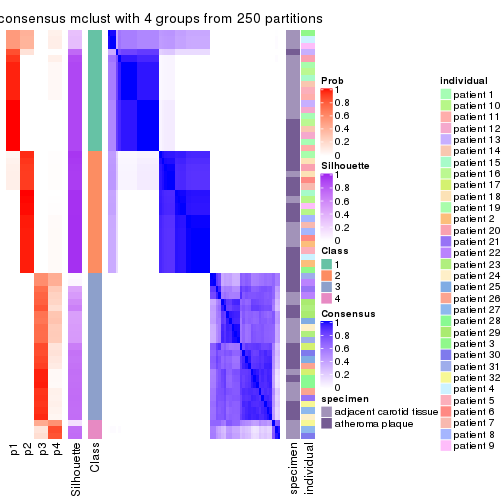 consensus mclust with 4 groups from 250 partitions
Prob
1
0.8
0.6
0.4
0.2
0
Silhouette
1
0.8
0.6
0.4
0.2
0
Class
1
2
3
4
Consensus
1
0.8
0.6
0.4
0.2
0
specimen
adjacent carotid tissue
atheroma plaque
individual
patient 1
patient 10
patient 11
patient 12
patient 13
patient 14
patient 15
patient 16
patient 17
patient 18
patient 19
patient 2
patient 20
patient 21
patient 22
patient 23
patient 24
patient 25
patient 26
patient 27
patient 28
patient 29
patient 3
patient 30
patient 31
patient 32
patient 4
patient 5
patient 6
patient 7
patient 8
patient 9
p1
p2
p3
p4
Silhouette
Class
specimen
individual